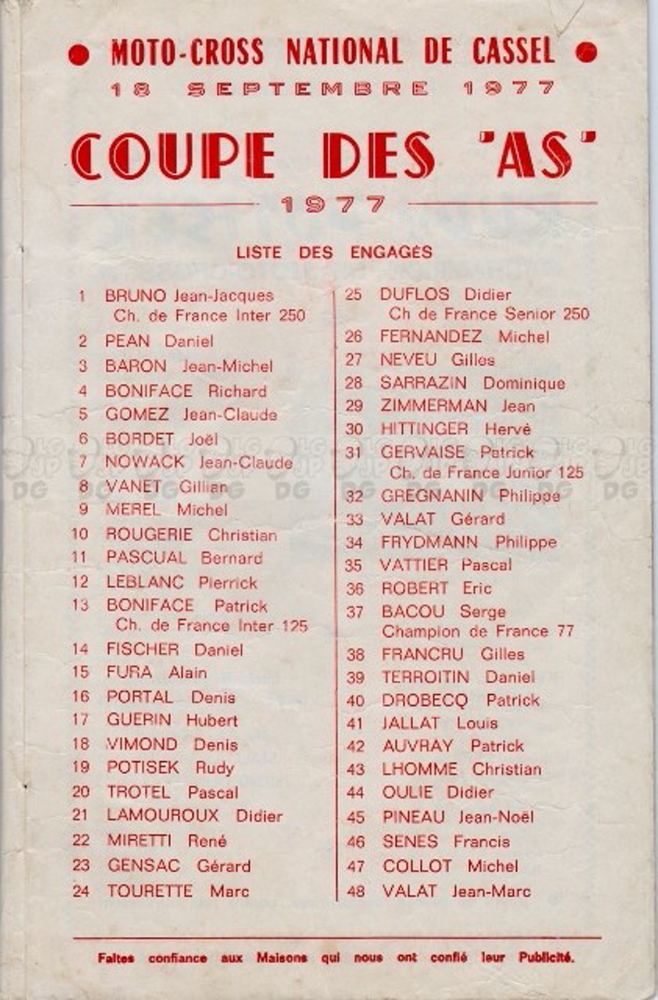 ● MOTO-CROSS NATIONAL DE CASSEL ●
18 SEPTEMBRE 1977
COUPE DES "AS"
1977
LISTE DES ENGAGÉS
1 BRUNO Jean-Jacques
Ch. de France Inter 250
2 PEAN Daniel
3 BARON Jean-Michel
4 BONIFACE Richard
5 GOMEZ Jean-Claude
6 BORDET Joël
7 NOWACK Jean-Claude
8 VANET Gillian
9 MEREL Michel
10 ROUGERIE Christian
11 PASCUAL Bernard
12 LEBLANC Pierrick
13 BONIFACE Patrick
Ch. de France Inter 125
14 FISCHER Daniel
15 FURA Alain
16 PORTAL Denis
17 GUERIN Hubert
18 VIMOND Denis
19 POTISEK Rudy
20 TROTEL Pascal
21 LAMOUROUX Didier
22 MIRETTI René
23 GENSAC Gérard
24 TOURETTE Marc
25 DUFLOS Didier
Ch de France Senior 250
26 FERNANDEZ Michel
27 NEVEU Gilles
28 SARRAZIN Dominique
29 ZIMMERMAN Jean
30 HITTINGER Hervé
31 GERVAISE Patrick
Ch. de France Junior 125
32 GREGNANIN Philippe
33 VALAT Gérard
34 FRYDMANN Philippe
35 VATTIER Pascal
36 ROBERT Eric
37 BACOU Serge
Champion de France 77
38 FRANCRU Gilles
39 TERROITIN Daniel
40 DROBECQ Patrick
41 JALLAT Louis
42 AUVRAY Patrick
43 LHOMME Christian
44 OULIE Didier
45 PINEAU Jean-Noël
46 SENES Francis
47 COLLOT Michel
48 VALAT Jean-Marc
Faites confiance aux Maisons qui nous ont confié leur Publicité.